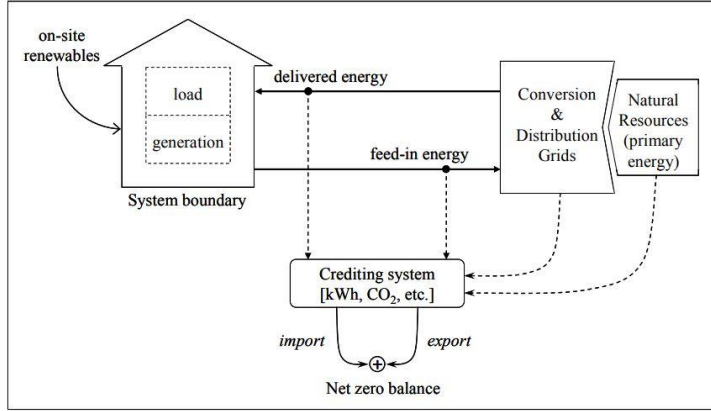 on-site
renewables
load
generation
System boundary
delivered energy
feed-in energy
Conversion
&
Distribution
Grids
Natural
Resources
(primary
energy)
Crediting system
[kWh, CO₂, etc.]
import
export
Net zero balance